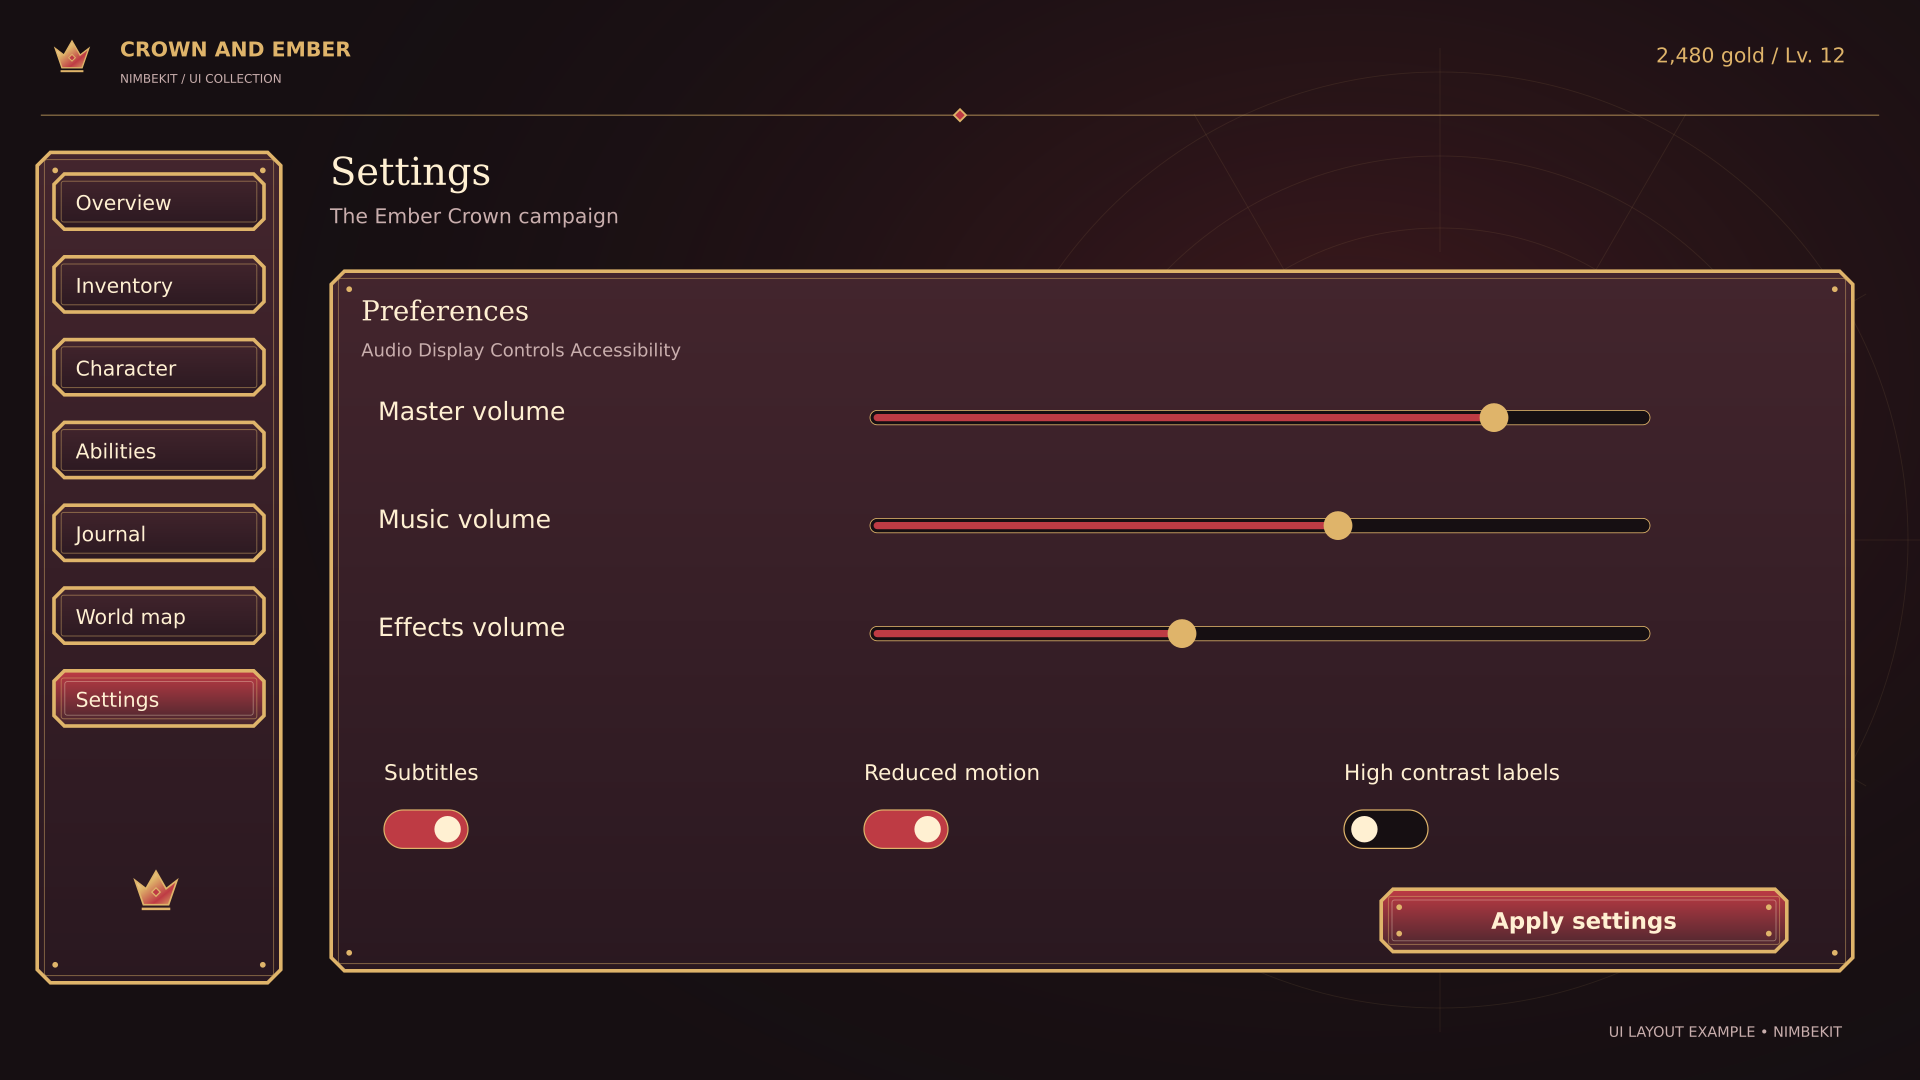 CROWN AND EMBER
NIMBEKIT / UI COLLECTION
2,480 gold / Lv. 12
Overview
Inventory
Character
Abilities
Journal
World map
Settings
Settings
The Ember Crown campaign
Preferences
Audio Display Controls Accessibility
Master volume
Music volume
Effects volume
Subtitles
Reduced motion
High contrast labels
Apply settings
UI LAYOUT EXAMPLE • NIMBEKIT